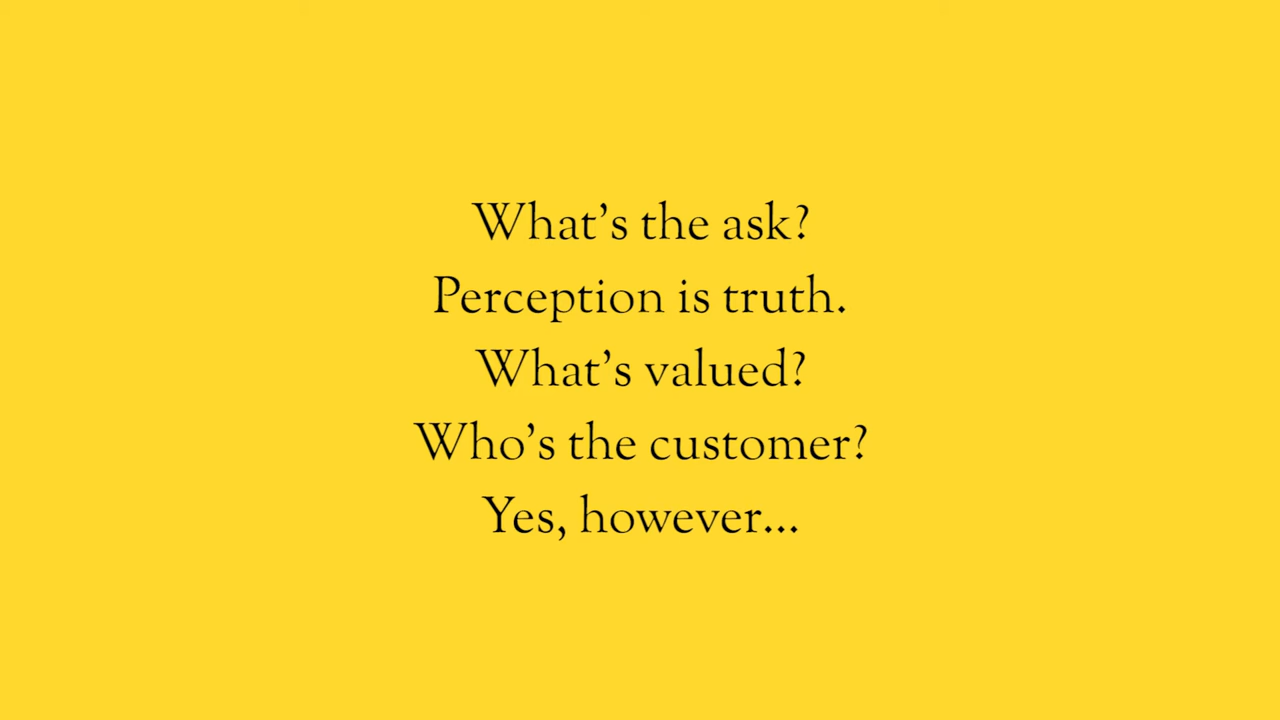 What’s the ask?
Perception is truth.
What’s valued?
Who’s the customer?
Yes, however...